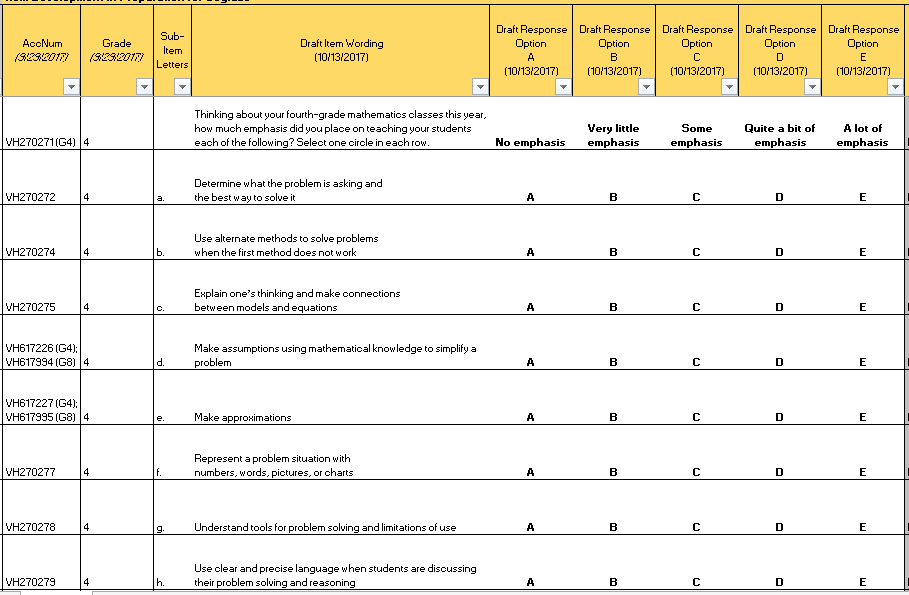 AccNum
(9/29/2017)
Grade
(9/29/2017)
Sub-
Item
Letters
Draft Item Wording
(10/13/2017)
Draft Response
Option
A
(10/13/2017)
Draft Response
Option
B
(10/13/2017)
Draft Response
Option
C
(10/13/2017)
Draft Response
Option
D
(10/13/2017)
Draft Response
Option
E
(10/13/2017)
VH270271 (G4) 4
Thinking about your fourth-grade mathematics classes this year,
how much emphasis did you place on teaching your students
each of the following? Select one circle in each row.
No emphasis
Very little
emphasis
Some
emphasis
Quite a bit of
emphasis
A lot of
emphasis
VH270272 4 a.
Determine what the problem is asking and
the best way to solve it
A B C D E
VH270274 4 b.
Use alternate methods to solve problems
when the first method does not work
A B C D E
VH270275 4 c.
Explain one's thinking and make connections
between models and equations
A B C D E
VH617226 (G4);
VH617994 (G8) 4 d.
Make assumptions using mathematical knowledge to simplify a
problem
A B C D E
VH617227 (G4);
VH617995 (G8) 4 e.
Make approximations
A B C D E
VH270277 4 f.
Represent a problem situation with
numbers, words, pictures, or charts
A B C D E
VH270278 4 g.
Understand tools for problem solving and limitations of use
A B C D E
VH270279 4 h.
Use clear and precise language when students are discussing
their problem solving and reasoning
A B C D E